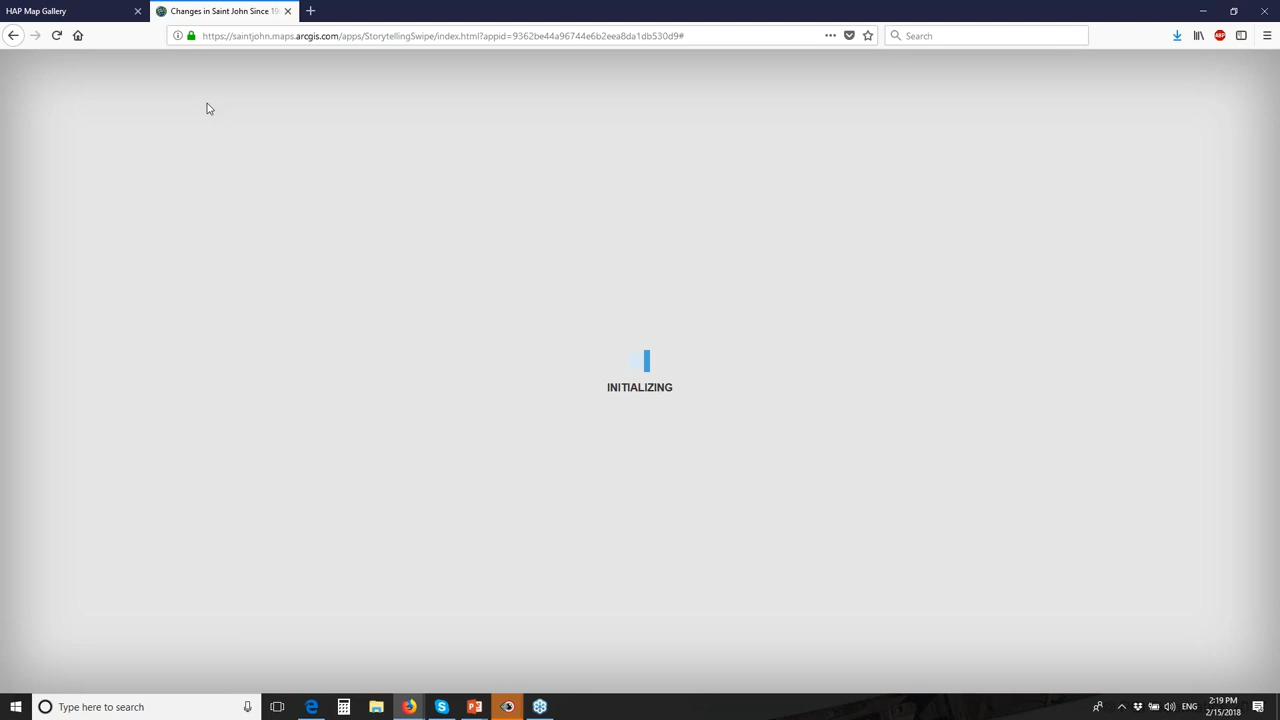 HAP Map Gallery
Changes in Saint John Since 19
https://saintjohn.maps.arcgis.com/apps/StorytellingSwipe/index.html?appid=9362be44a96744e6b2eea8da1db530d9#
Search
ABP
INITIALIZING
Type here to search
ENG
2:19 PM
2/15/2018